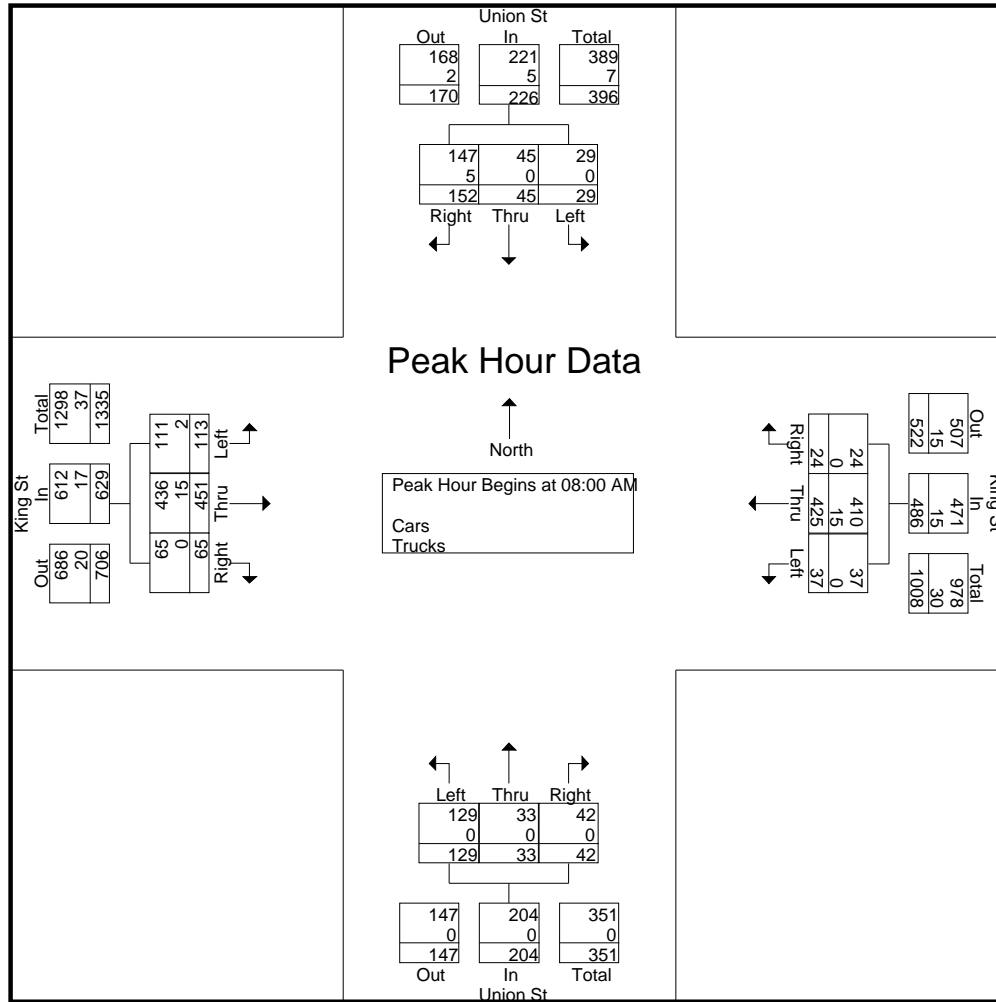 Union St
Out In Total
168 221 389
2 5 7
170 226 396
147 45 29
5 0 0
152 45 29
Right Thru Left
Peak Hour Data
North
Peak Hour Begins at 08:00 AM
Cars
Trucks
King St
Total In Out
1298 612 686
37 17 20
1335 629 706
111 436 65
2 15 0
113 451 65
Left Thru Right
King St
Out In Total
507 471 978
15 15 30
522 486 1008
24 410 37
0 15 0
24 425 37
Right Thru Left
Left Thru Right
129 33 42
0 0 0
129 33 42
147 204 351
0 0 0
147 204 351
Out In Total
Union St